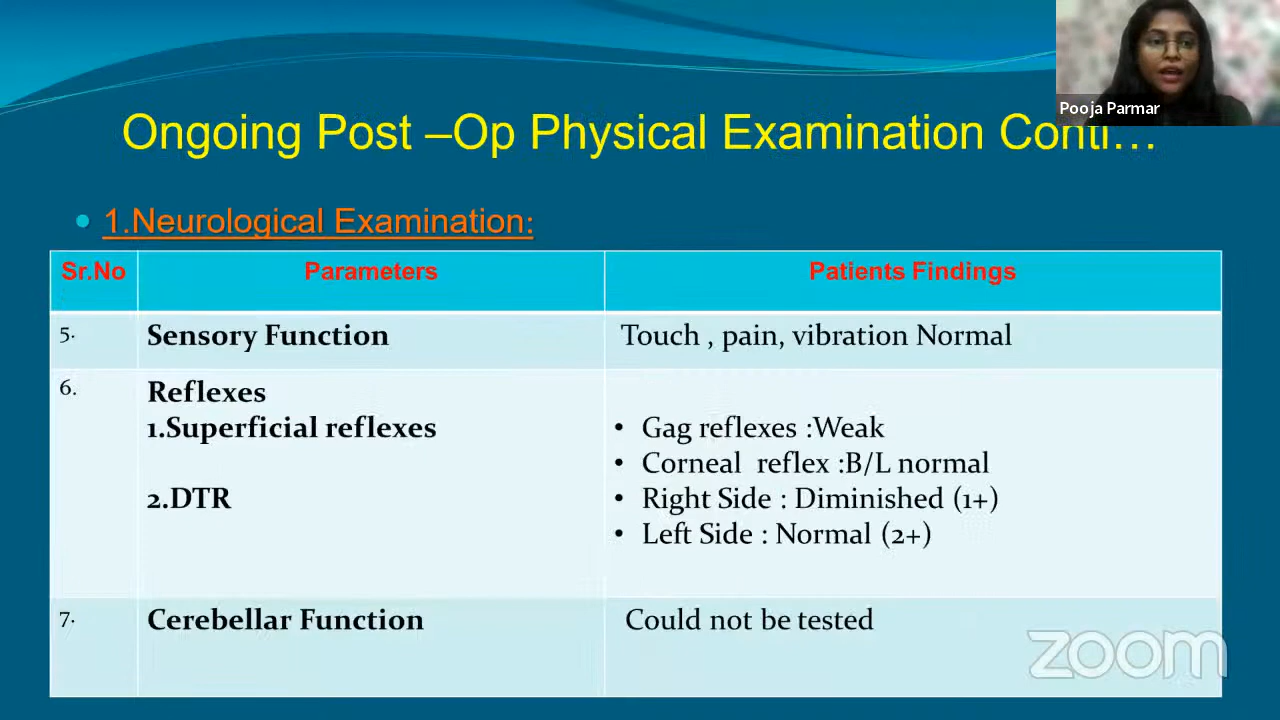 Pooja Parmar
Ongoing Post –Op Physical Examination Conti…
• 1.Neurological Examination:
Sr.No Parameters Patients Findings
5. Sensory Function Touch , pain, vibration Normal
6. Reflexes
1.Superficial reflexes • Gag reflexes :Weak
• Corneal reflex :B/L normal
2.DTR • Right Side : Diminished (1+)
• Left Side : Normal (2+)
7. Cerebellar Function Could not be tested
zoom